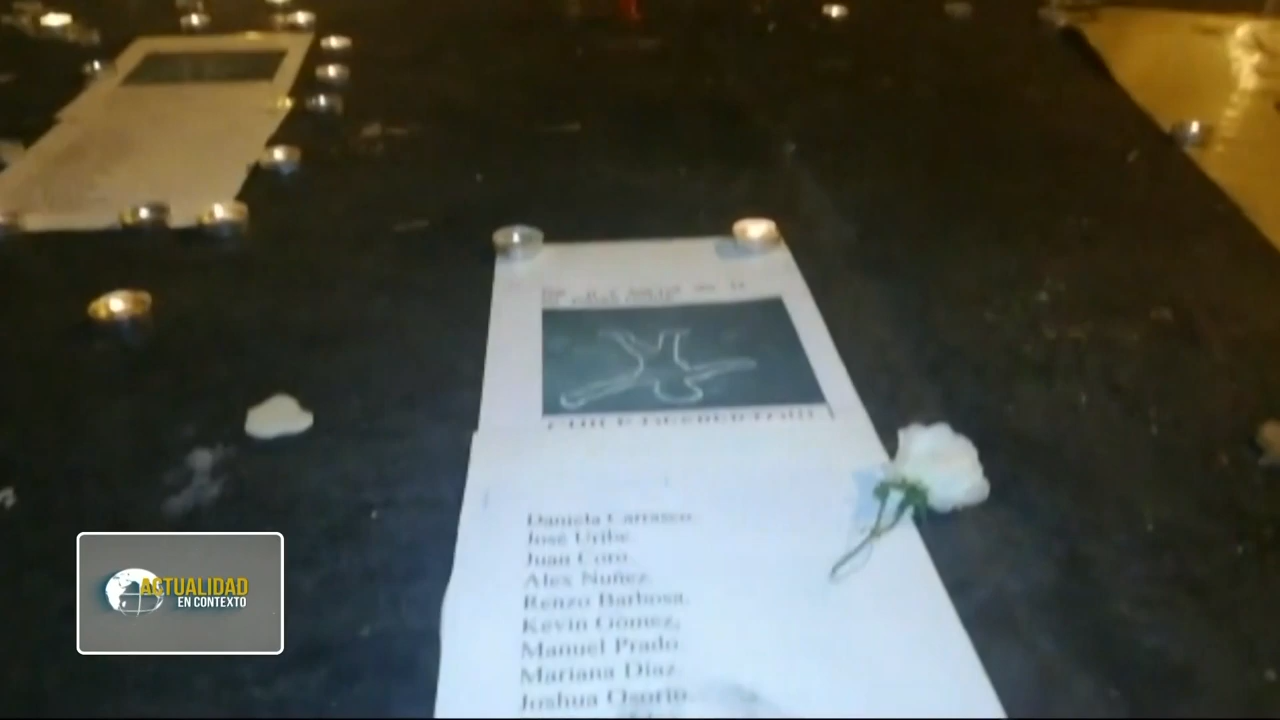 Daniela Carrasco.
José Uribe.
Juan Coro.
Alex Nuñez.
Renzo Barbosa.
Kevin Gómez,
Manuel Prado.
Mariana Díaz.
Joshua Osorio.
ACTUALIDAD
EN CONTEXTO